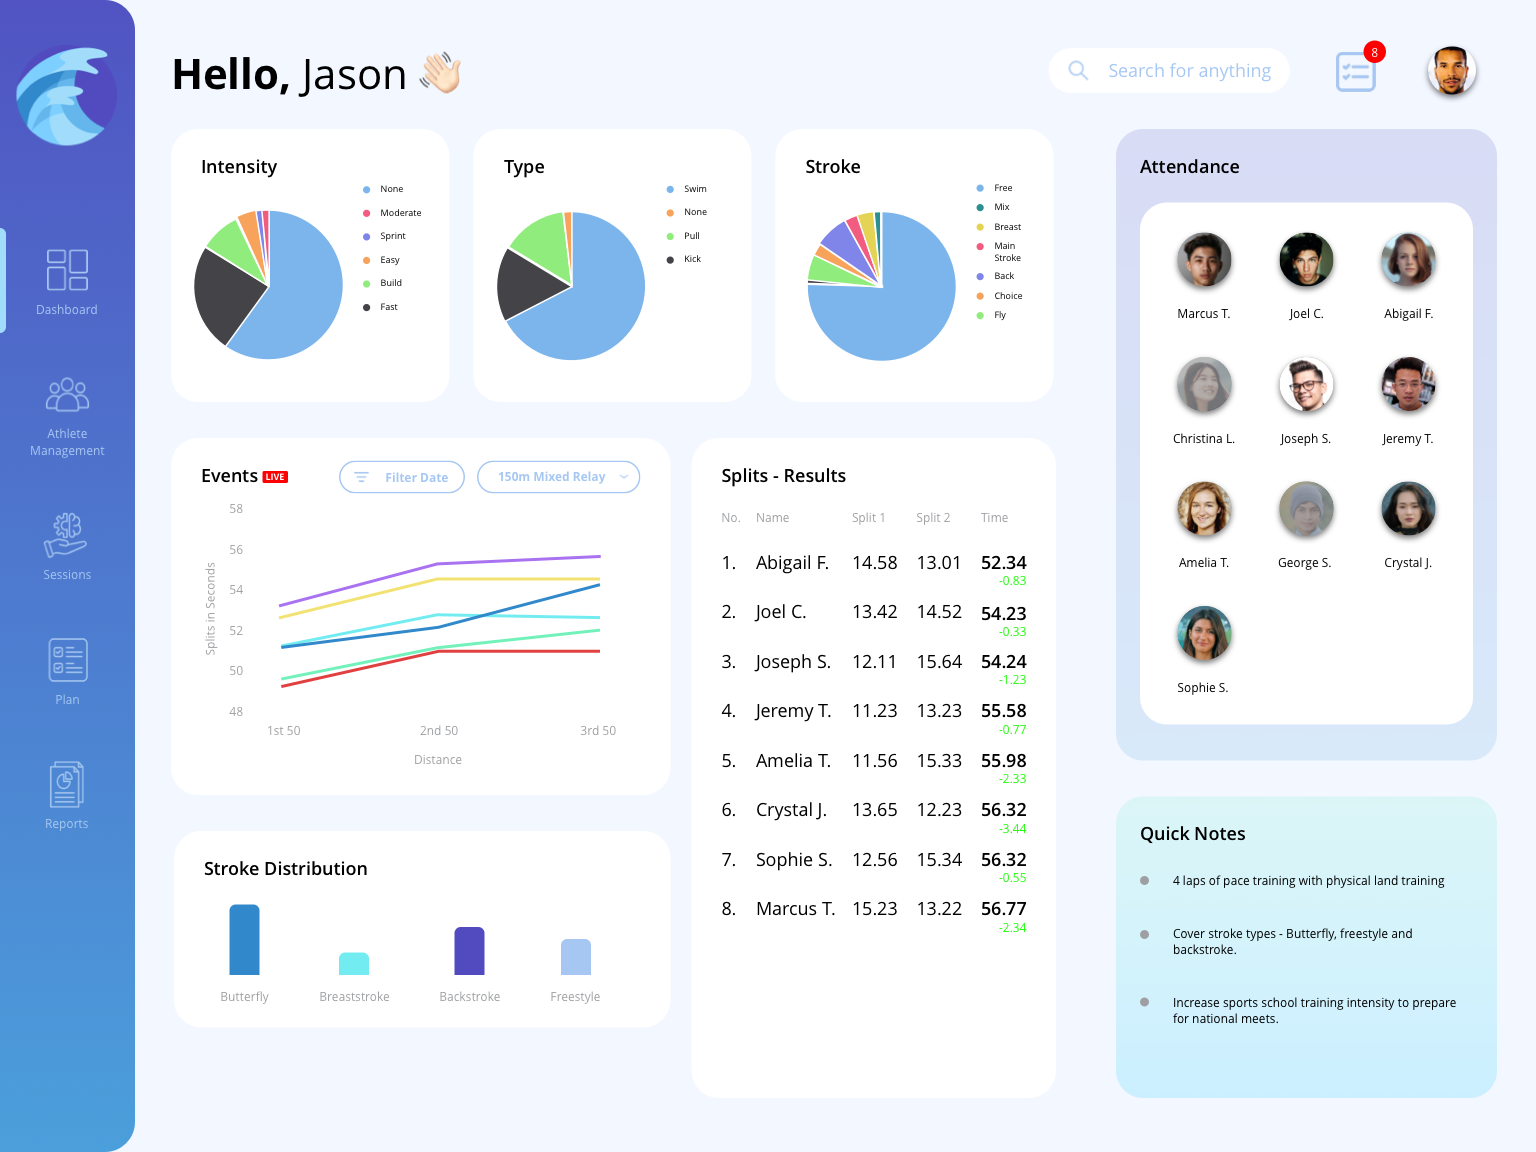 Hello, Jason
Search for anything
8
Dashboard
Athlete
Management
Sessions
Plan
Reports
Intensity
None
Moderate
Sprint
Easy
Build
Fast
Type
Swim
None
Pull
Kick
Stroke
Free
Mix
Breast
Main
Stroke
Back
Choice
Fly
Attendance
Marcus T.
Joel C.
Abigail F.
Christina L.
Joseph S.
Jeremy T.
Amelia T.
George S.
Crystal J.
Sophie S.
Events LIVE
Filter Date
150m Mixed Relay
58
56
54
52
50
48
Splits in Seconds
1st 50
2nd 50
3rd 50
Distance
Stroke Distribution
Butterfly
Breaststroke
Backstroke
Freestyle
Splits - Results
No. Name Split 1 Split 2 Time
1. Abigail F. 14.58 13.01 52.34
-0.83
2. Joel C. 13.42 14.52 54.23
-0.33
3. Joseph S. 12.11 15.64 54.24
-1.23
4. Jeremy T. 11.23 13.23 55.58
-0.77
5. Amelia T. 11.56 15.33 55.98
-2.33
6. Crystal J. 13.65 12.23 56.32
-3.44
7. Sophie S. 12.56 15.34 56.32
-0.55
8. Marcus T. 15.23 13.22 56.77
-2.34
Quick Notes
4 laps of pace training with physical land training
Cover stroke types - Butterfly, freestyle and
backstroke.
Increase sports school training intensity to prepare
for national meets.